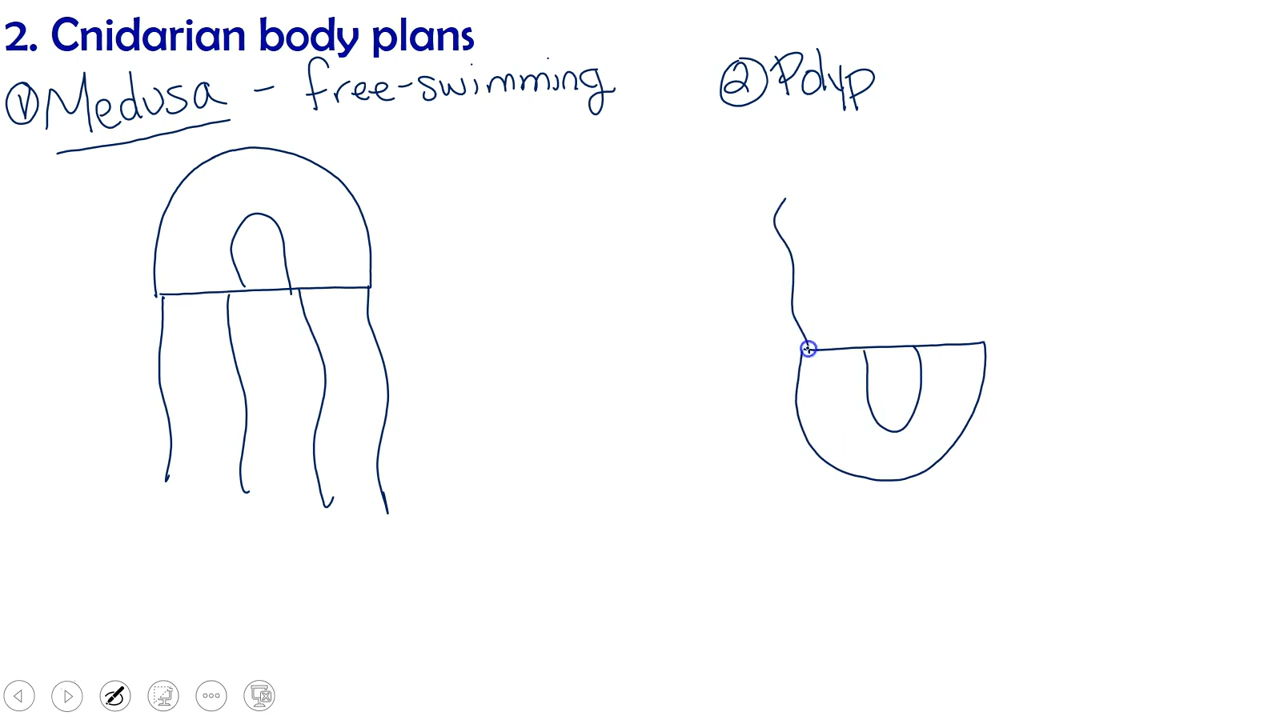 2. Cnidarian body plans
① Medusa - free-swimming
② Polyp